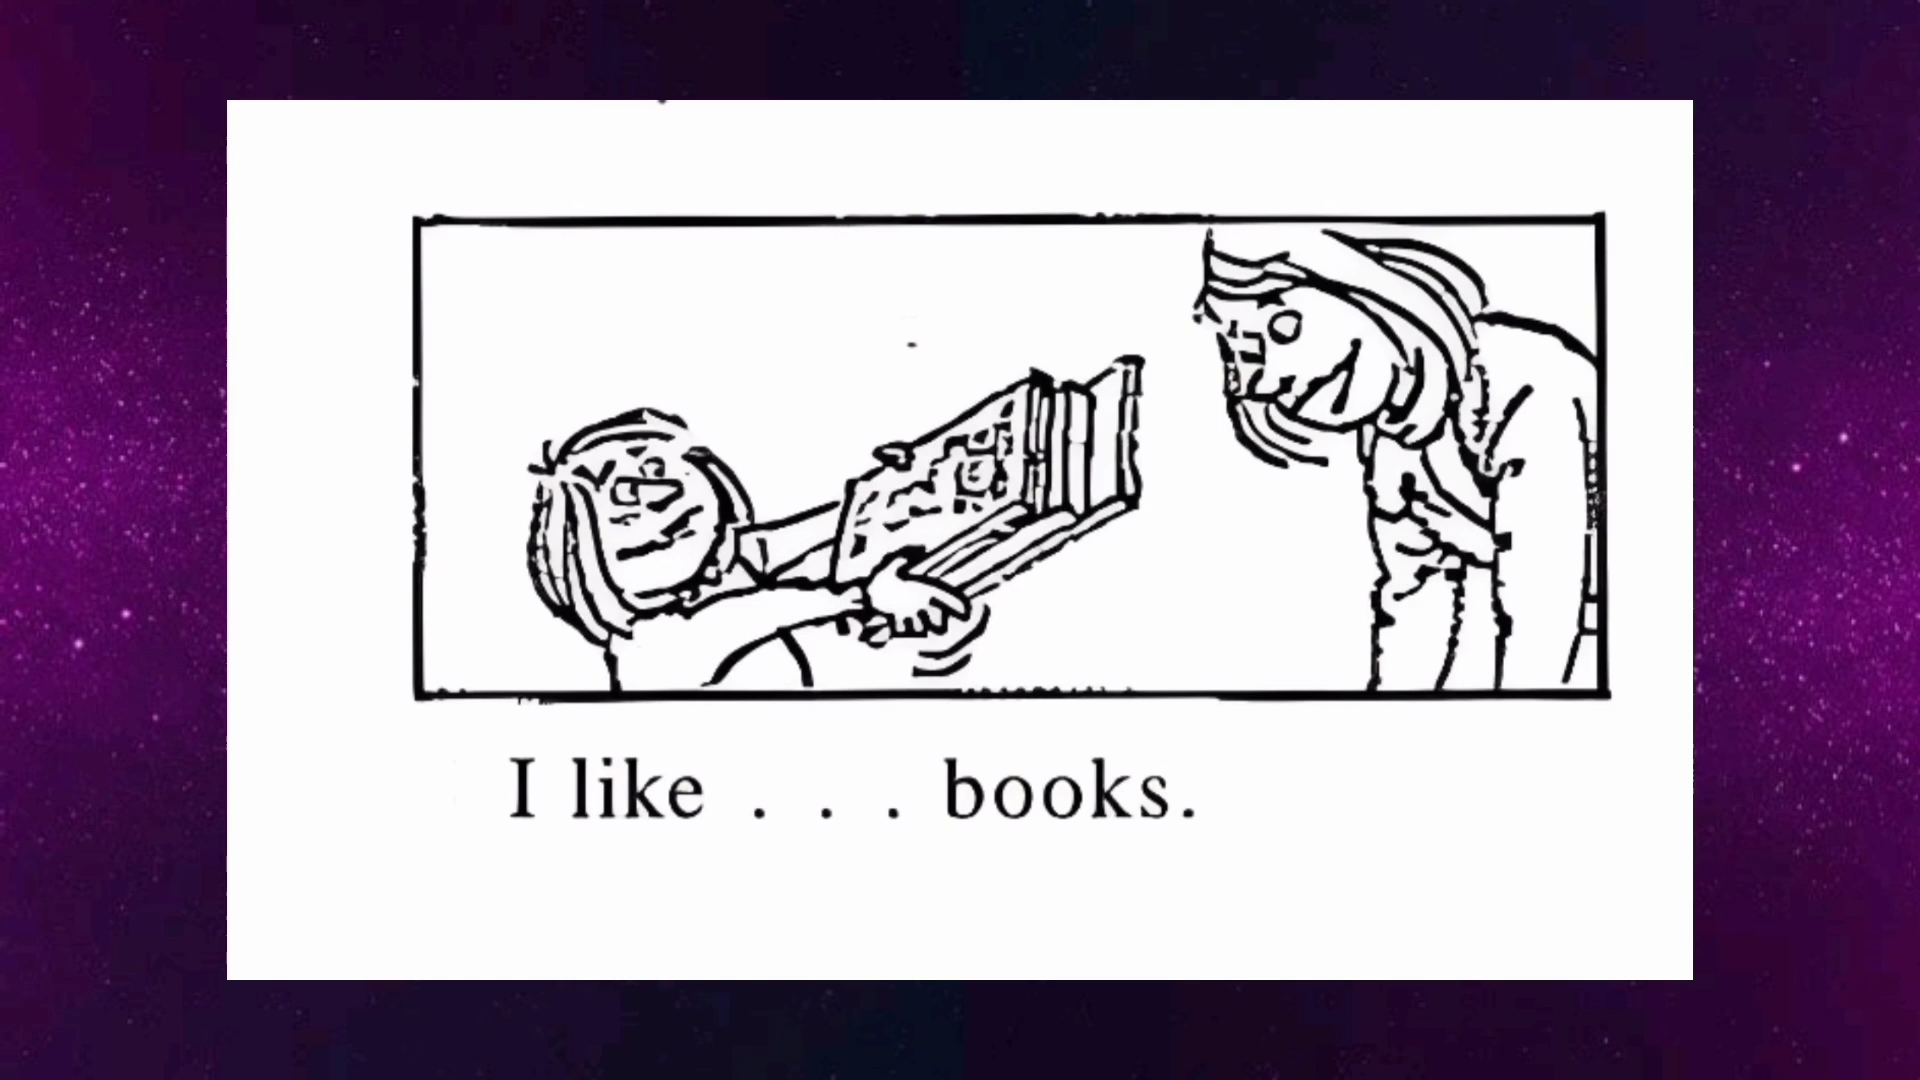 I like . . . books.